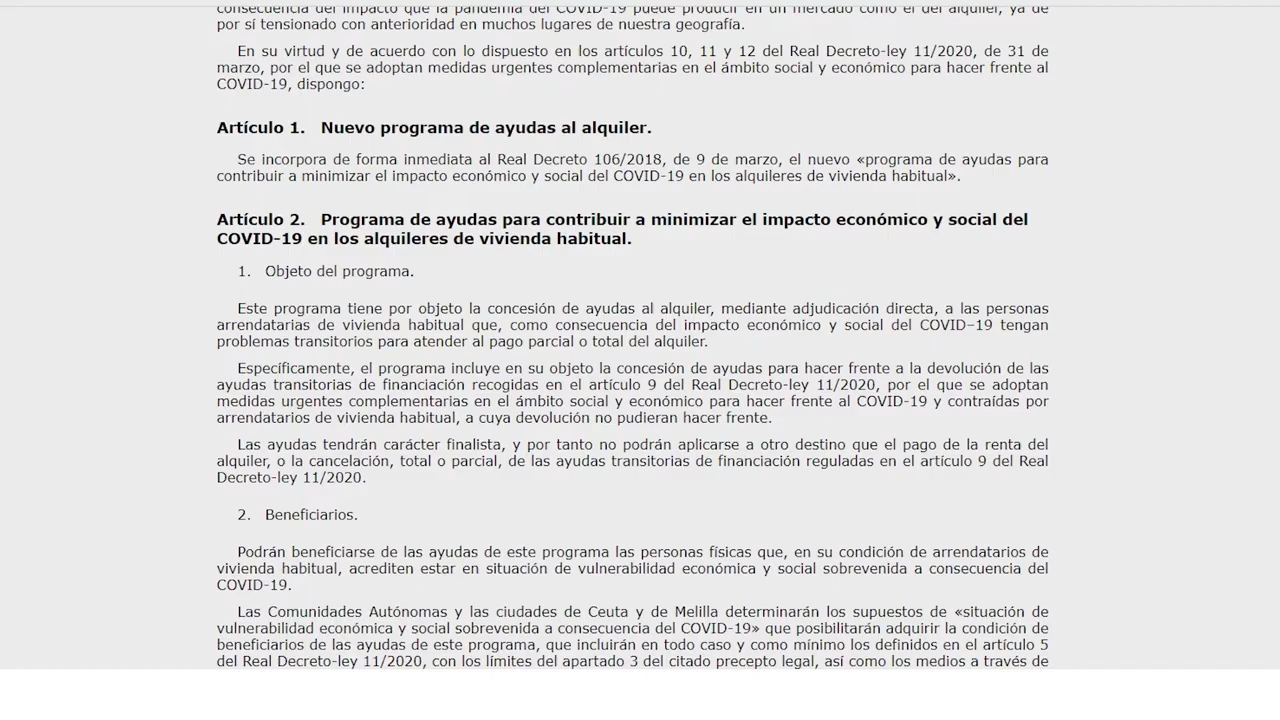 consecuencia del impacto que la pandemia del COVID-19 puede producir en un mercado como el del alquiler, ya de
por sí tensionado con anterioridad en muchos lugares de nuestra geografía.
En su virtud y de acuerdo con lo dispuesto en los artículos 10, 11 y 12 del Real Decreto-ley 11/2020, de 31 de
marzo, por el que se adoptan medidas urgentes complementarias en el ámbito social y económico para hacer frente al
COVID-19, dispongo:
Artículo 1. Nuevo programa de ayudas al alquiler.
Se incorpora de forma inmediata al Real Decreto 106/2018, de 9 de marzo, el nuevo «programa de ayudas para
contribuir a minimizar el impacto económico y social del COVID-19 en los alquileres de vivienda habitual».
Artículo 2. Programa de ayudas para contribuir a minimizar el impacto económico y social del
COVID-19 en los alquileres de vivienda habitual.
1. Objeto del programa.
Este programa tiene por objeto la concesión de ayudas al alquiler, mediante adjudicación directa, a las personas
arrendatarias de vivienda habitual que, como consecuencia del impacto económico y social del COVID–19 tengan
problemas transitorios para atender al pago parcial o total del alquiler.
Específicamente, el programa incluye en su objeto la concesión de ayudas para hacer frente a la devolución de las
ayudas transitorias de financiación recogidas en el artículo 9 del Real Decreto-ley 11/2020, por el que se adoptan
medidas urgentes complementarias en el ámbito social y económico para hacer frente al COVID-19 y contraídas por
arrendatarios de vivienda habitual, a cuya devolución no pudieran hacer frente.
Las ayudas tendrán carácter finalista, y por tanto no podrán aplicarse a otro destino que el pago de la renta del
alquiler, o la cancelación, total o parcial, de las ayudas transitorias de financiación reguladas en el artículo 9 del Real
Decreto-ley 11/2020.
2. Beneficiarios.
Podrán beneficiarse de las ayudas de este programa las personas físicas que, en su condición de arrendatarios de
vivienda habitual, acrediten estar en situación de vulnerabilidad económica y social sobrevenida a consecuencia del
COVID-19.
Las Comunidades Autónomas y las ciudades de Ceuta y de Melilla determinarán los supuestos de «situación de
vulnerabilidad económica y social sobrevenida a consecuencia del COVID-19» que posibilitarán adquirir la condición de
beneficiarios de las ayudas de este programa, que incluirán en todo caso y como mínimo los definidos en el artículo 5
del Real Decreto-ley 11/2020, con los límites del apartado 3 del citado precepto legal, así como los medios a través de